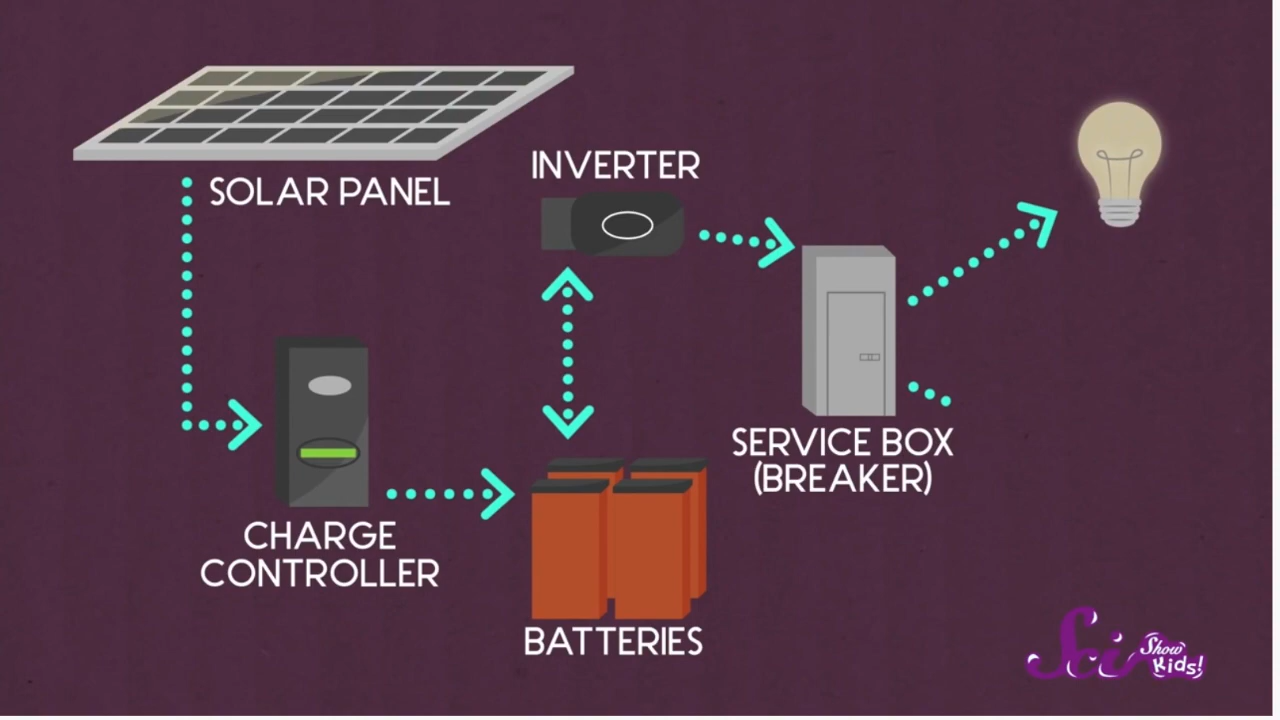 SOLAR PANEL
INVERTER
SERVICE BOX
(BREAKER)
CHARGE
CONTROLLER
BATTERIES
Sci
Show
Kids!